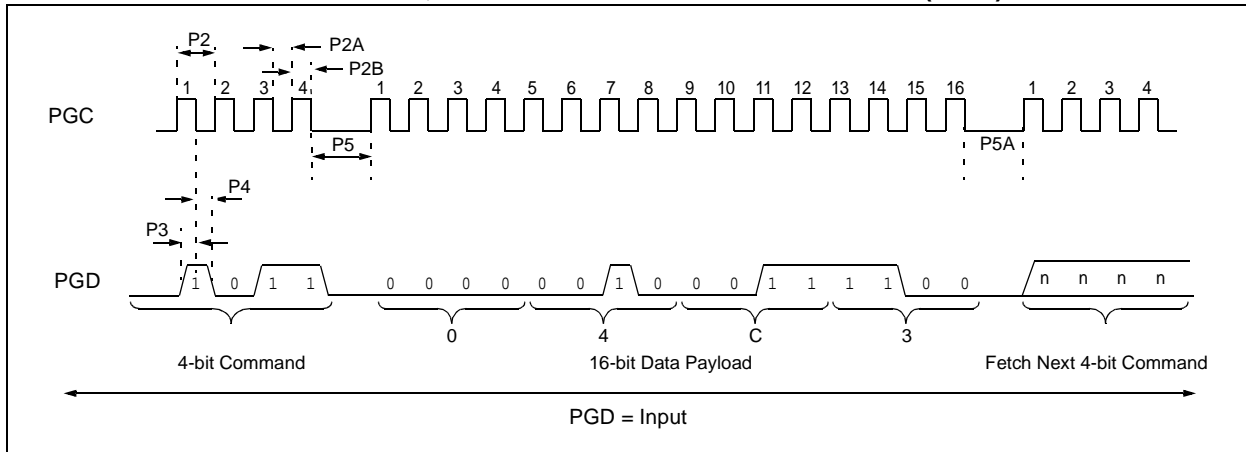 P2
P2A
P2B
1 2 3 4 1 2 3 4 5 6 7 8 9 10 11 12 13 14 15 16 1 2 3 4
PGC
P5
P5A
P4
P3
PGD
1 0 1 1 0 0 0 0 0 0 1 0 0 0 1 1 1 1 0 0 n n n n
0 4 C 3
4-bit Command 16-bit Data Payload Fetch Next 4-bit Command
PGD = Input